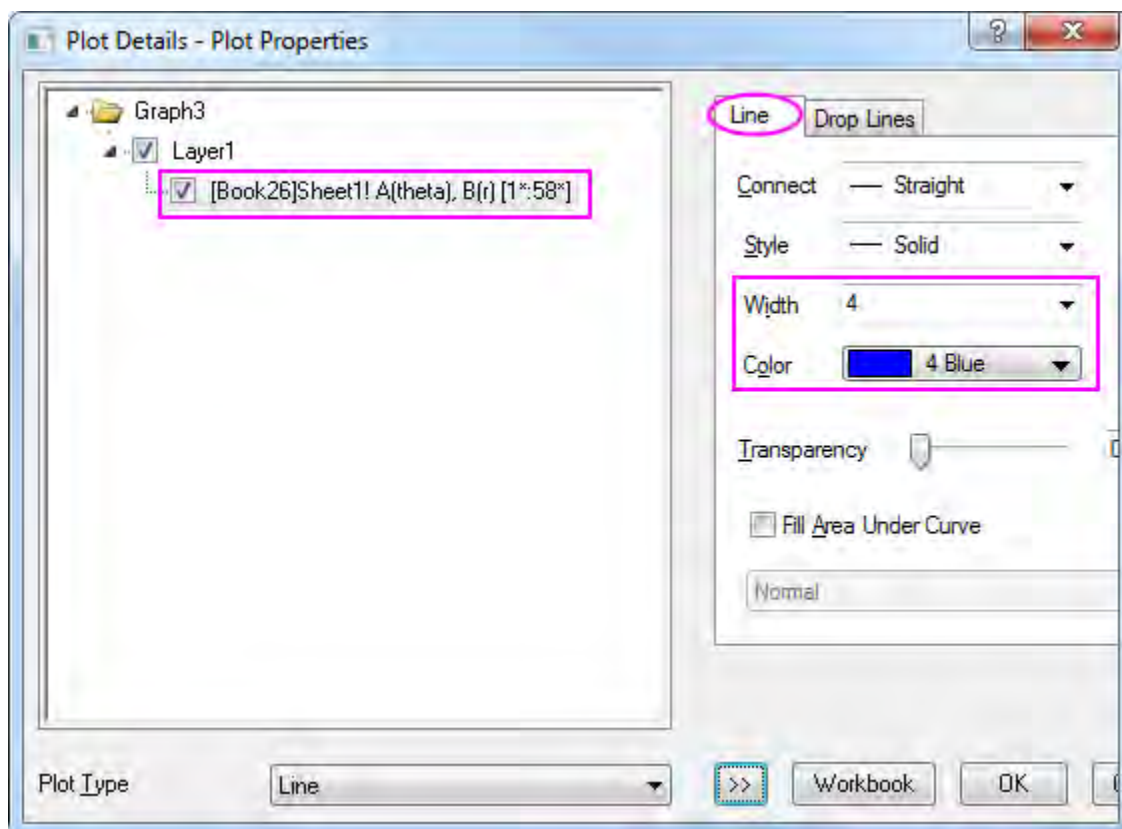 Plot Details - Plot Properties
?
Graph3
Layer1
[Book26]Sheet1! A(theta), B(r) [1*:58*]
Line
Drop Lines
Connect
Straight
Style
Solid
Width
4
Color
4 Blue
Transparency
Fill Area Under Curve
Normal
Plot Type
Line
>>
Workbook
OK